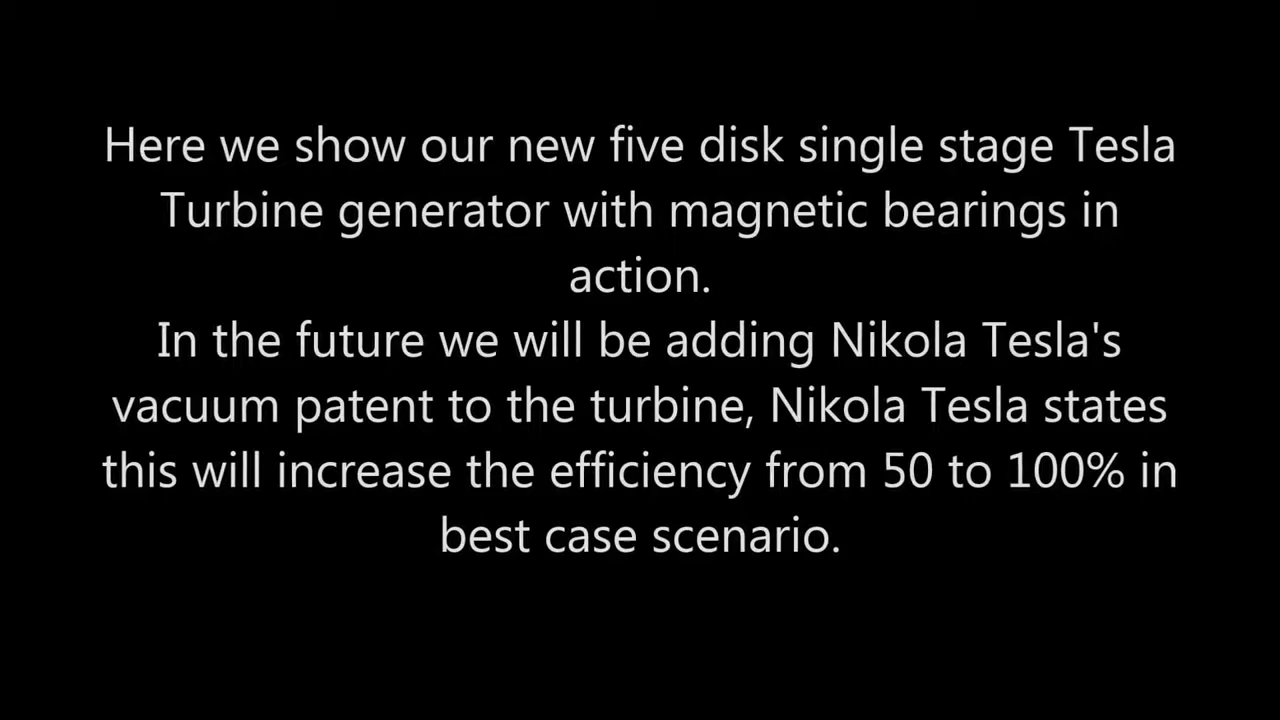 Here we show our new five disk single stage Tesla
Turbine generator with magnetic bearings in
action.
In the future we will be adding Nikola Tesla's
vacuum patent to the turbine, Nikola Tesla states
this will increase the efficiency from 50 to 100% in
best case scenario.